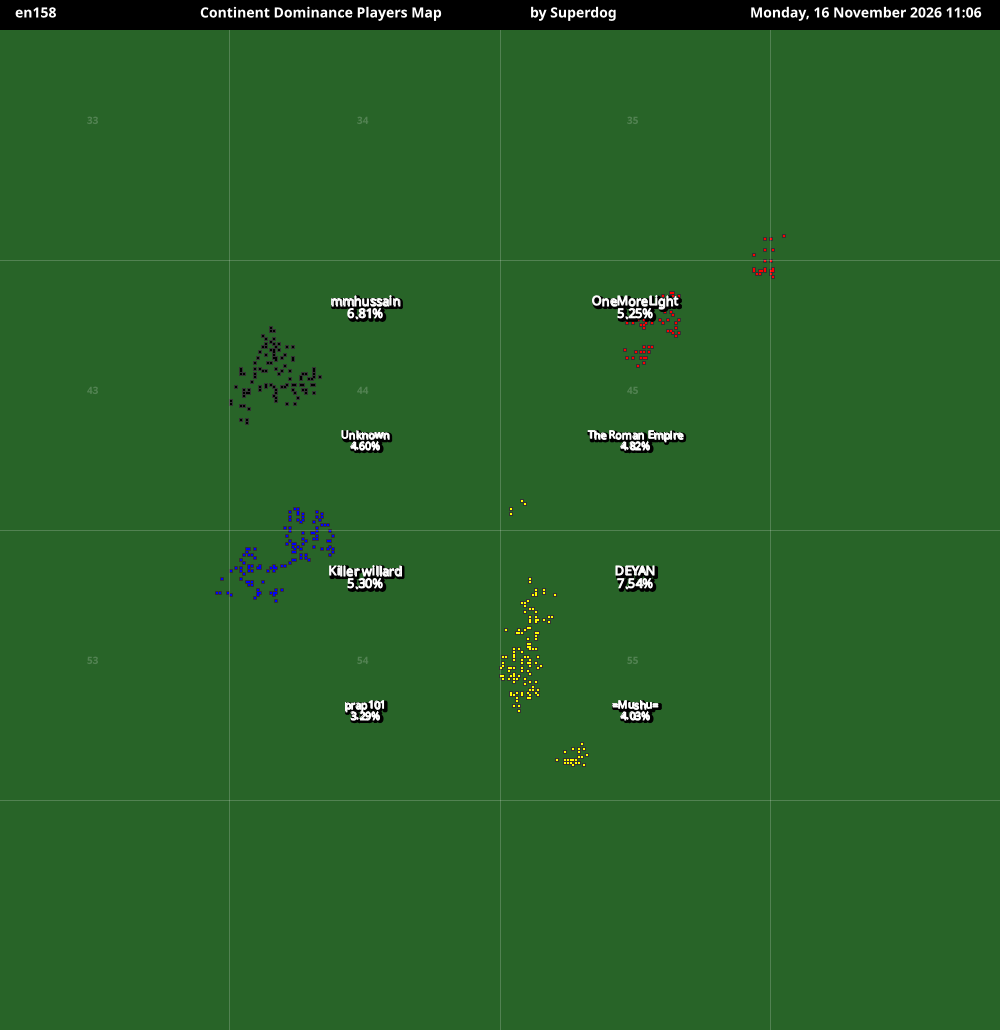 en158 Continent Dominance Players Map by Superdog Monday, 16 November 2026 11:06
33 34 35
mmhussain OneMoreLight
6.81% 5.25%
43 44 45
Unknown The Roman Empire
4.60% 4.82%
Killer willard DEYAN
5.30% 7.54%
53 54 55
prap101 =Mushu=
3.29% 4.03%